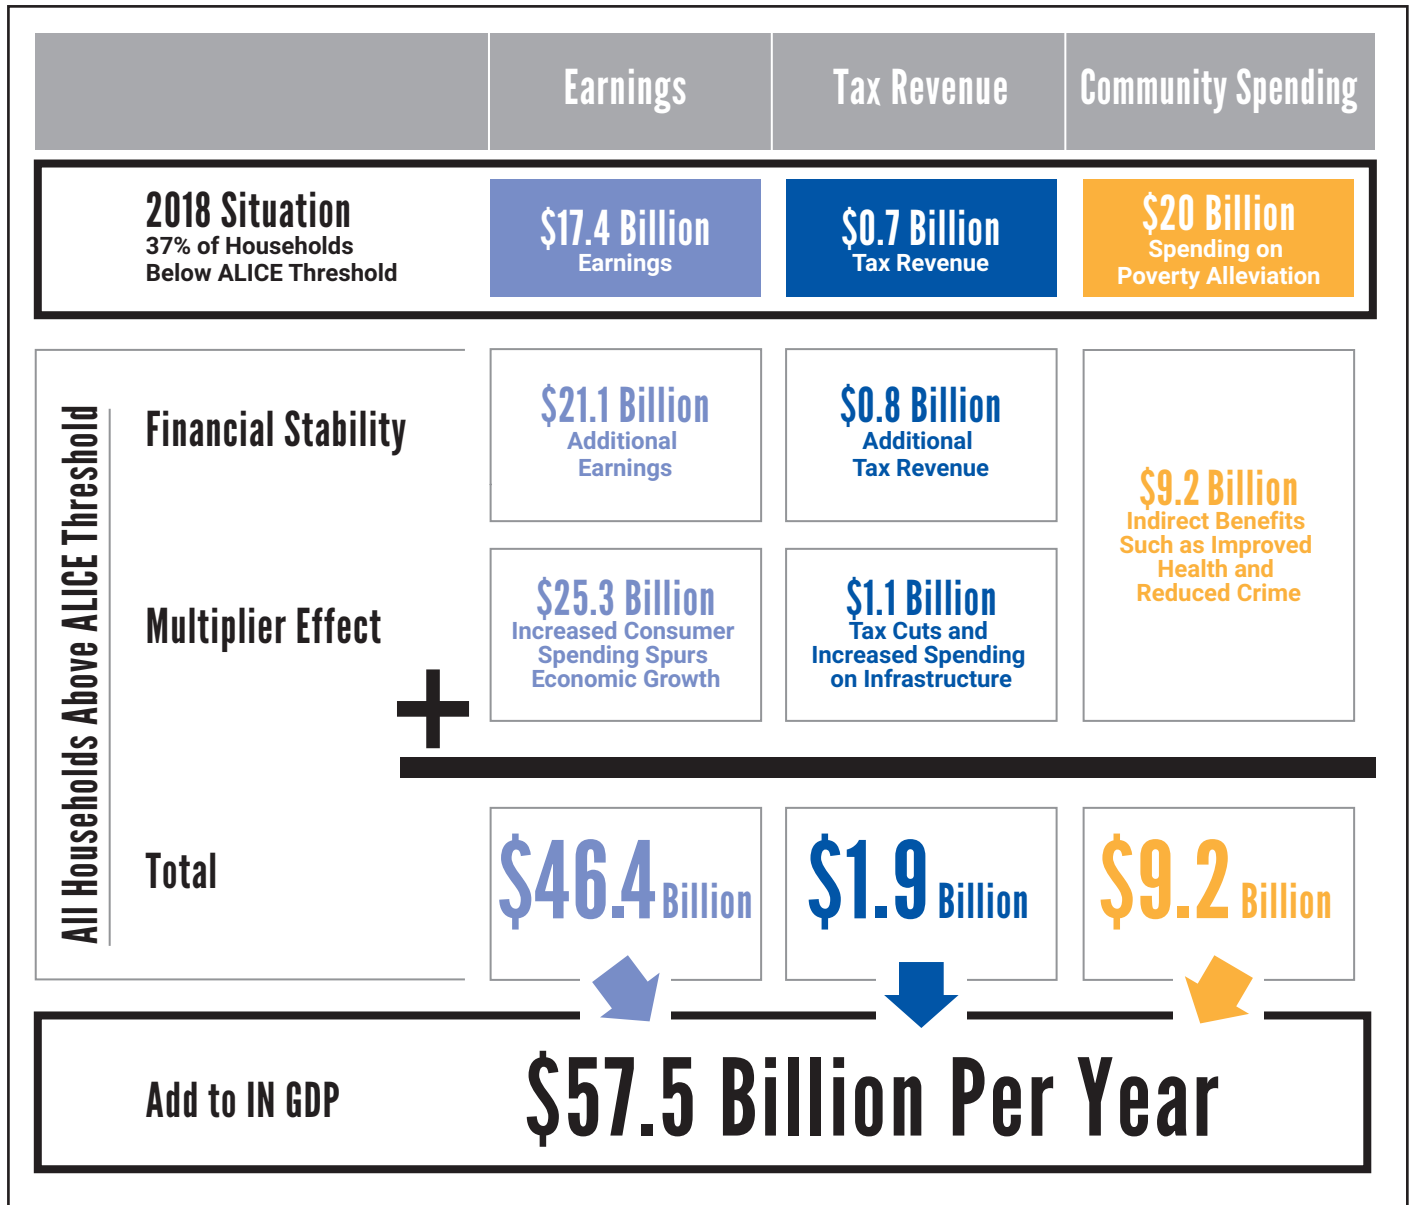 Earnings
Tax Revenue
Community Spending
2018 Situation
37% of Households
Below ALICE Threshold
$17.4 Billion
Earnings
$0.7 Billion
Tax Revenue
$20 Billion
Spending on
Poverty Alleviation
All Households Above ALICE Threshold
Financial Stability
$21.1 Billion
Additional
Earnings
$0.8 Billion
Additional
Tax Revenue
$9.2 Billion
Indirect Benefits
Such as Improved
Health and
Reduced Crime
Multiplier Effect
$25.3 Billion
Increased Consumer
Spending Spurs
Economic Growth
$1.1 Billion
Tax Cuts and
Increased Spending
on Infrastructure
+
Total
$46.4 Billion
$1.9 Billion
$9.2 Billion
Add to IN GDP
$57.5 Billion Per Year